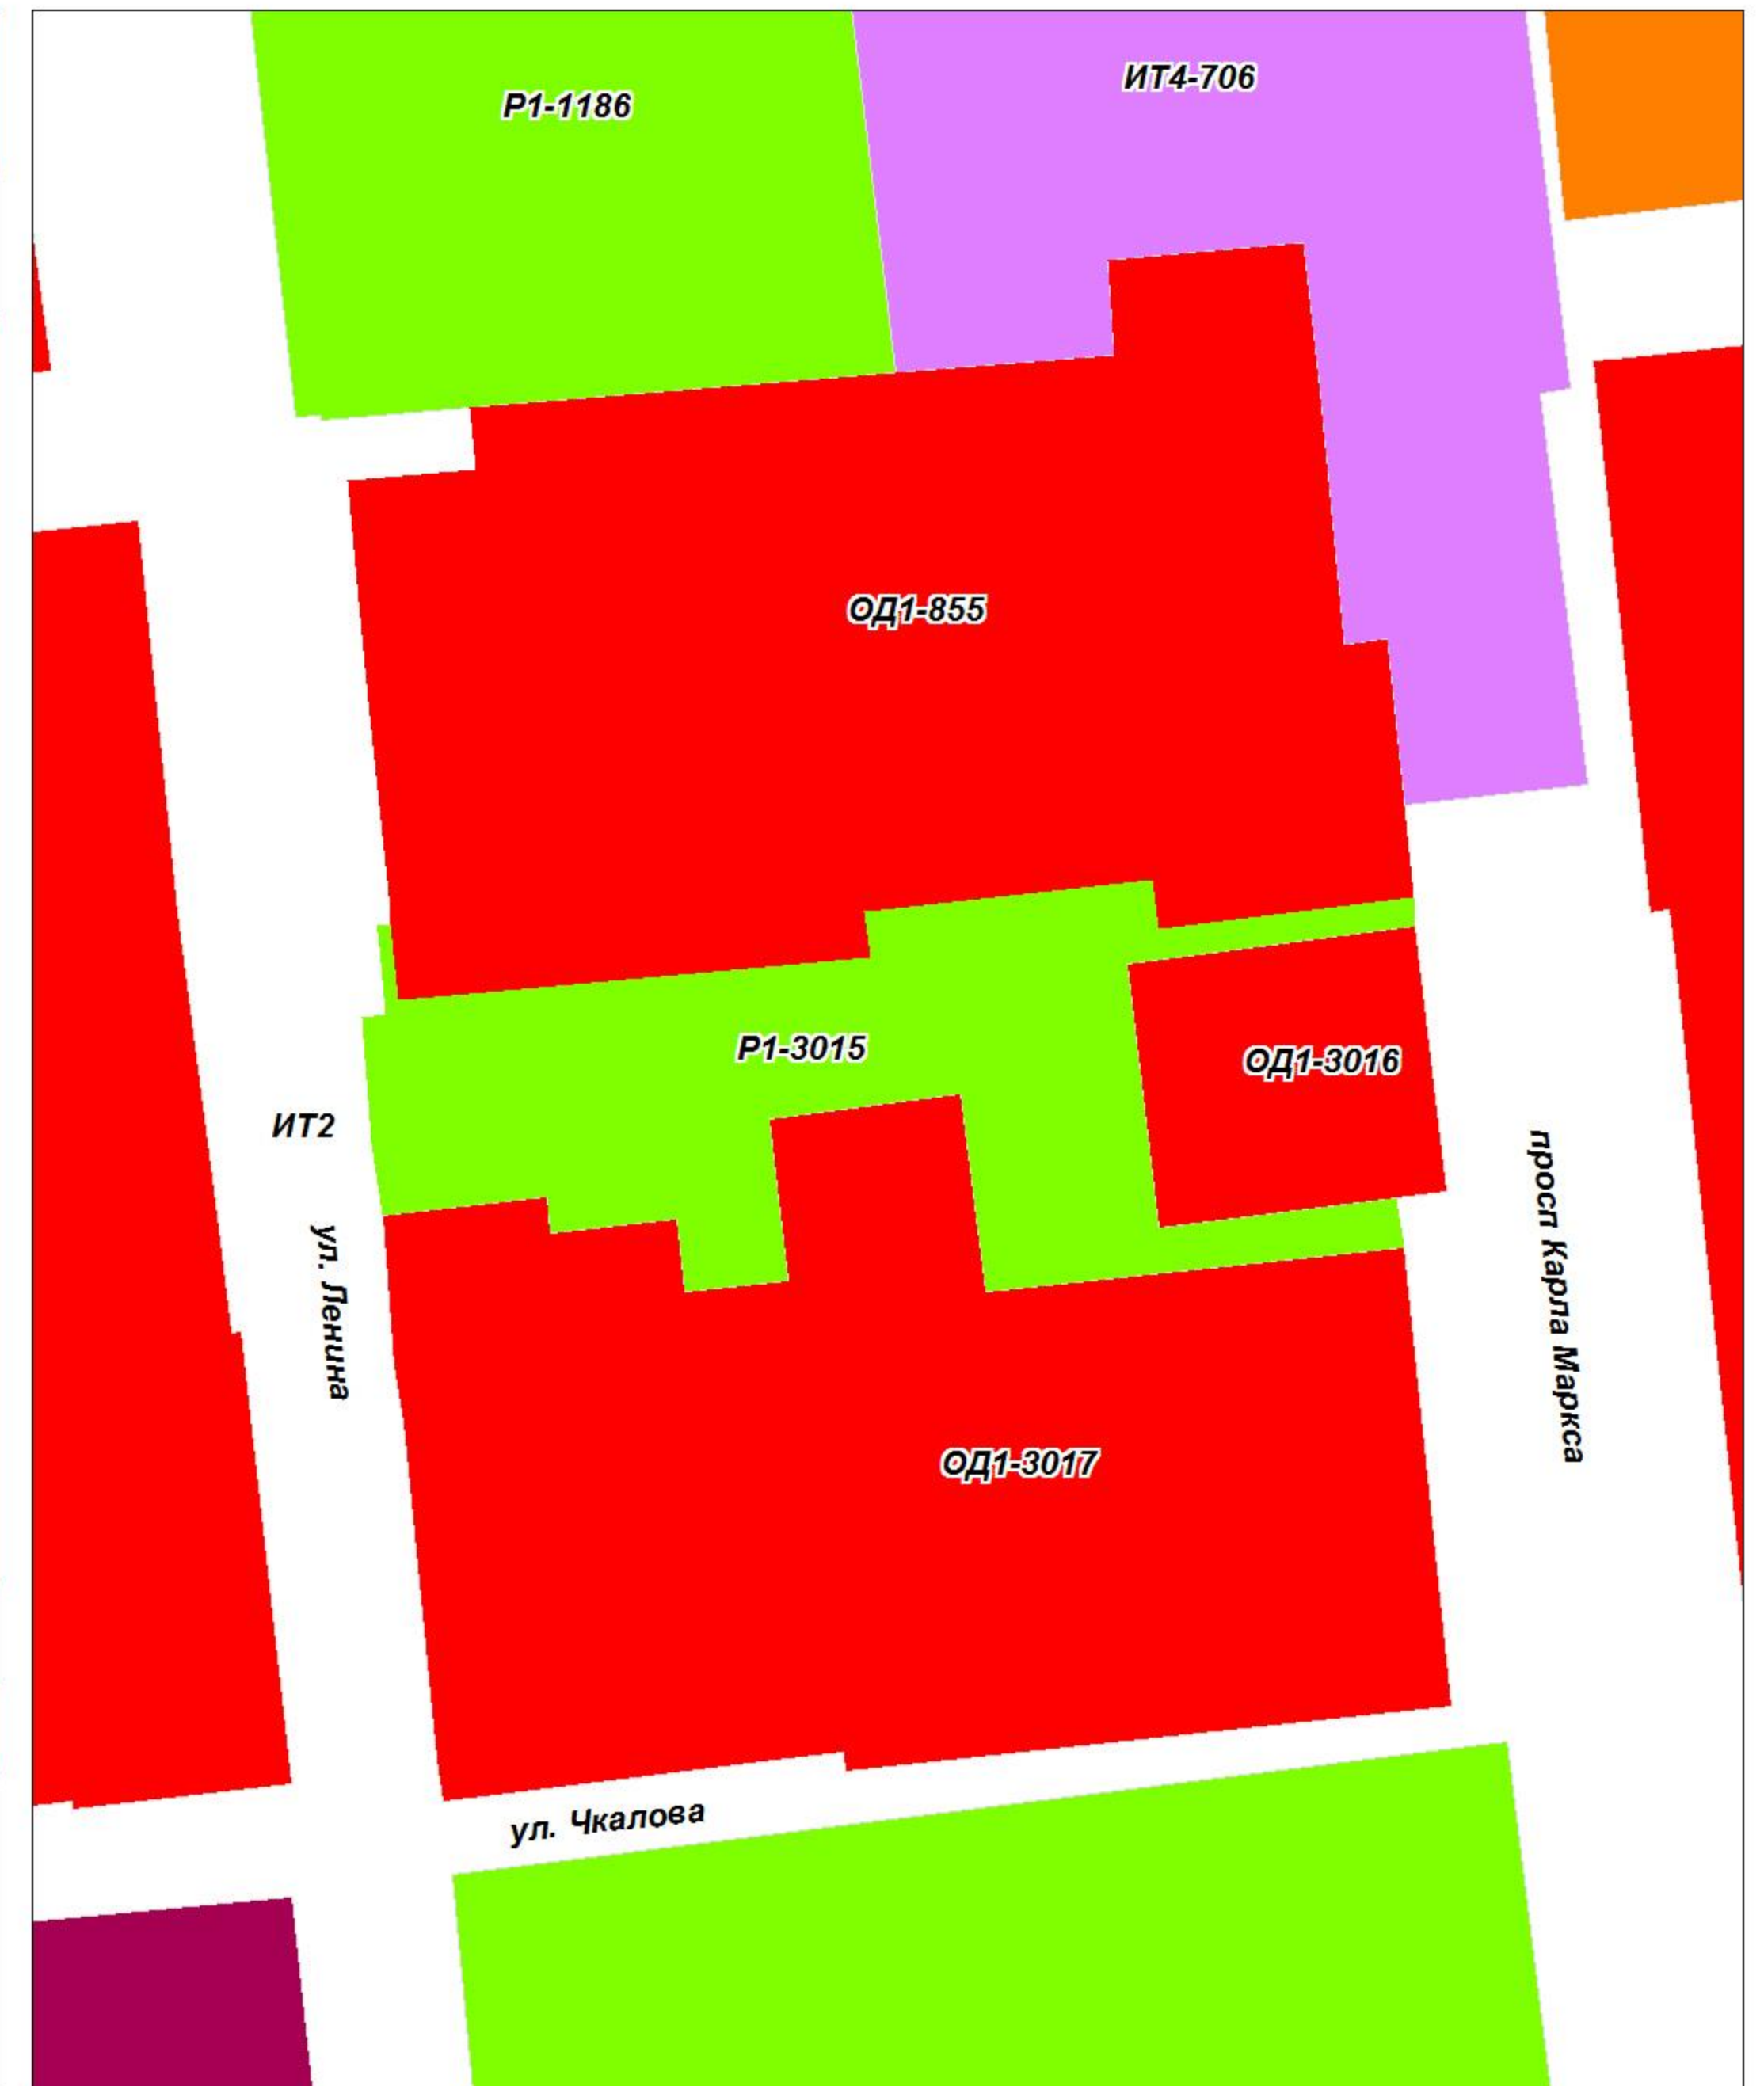 ИТ4-706
Р1-1186
ОД1-855
Р1-3015
ОД1-3016
ИТ2
ул. Ленина
просп Карла Маркса
ОД1-3017
ул. Чкалова